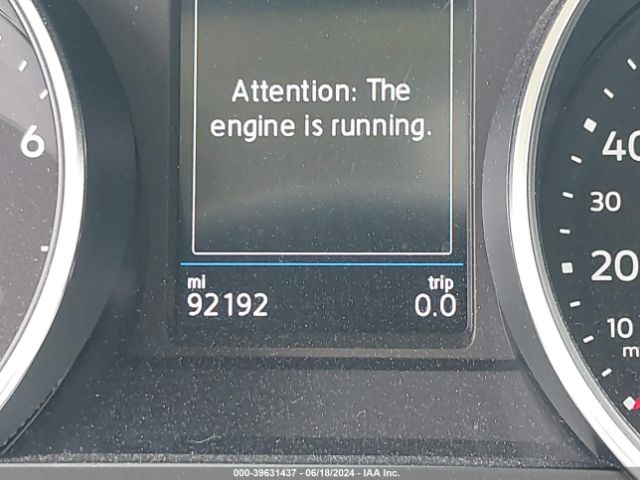 Attention: The
engine is running.
mi
trip
92192
0.0
6
40
30
20
10
m
000-39631437 - 06/18/2024 - IAA Inc.